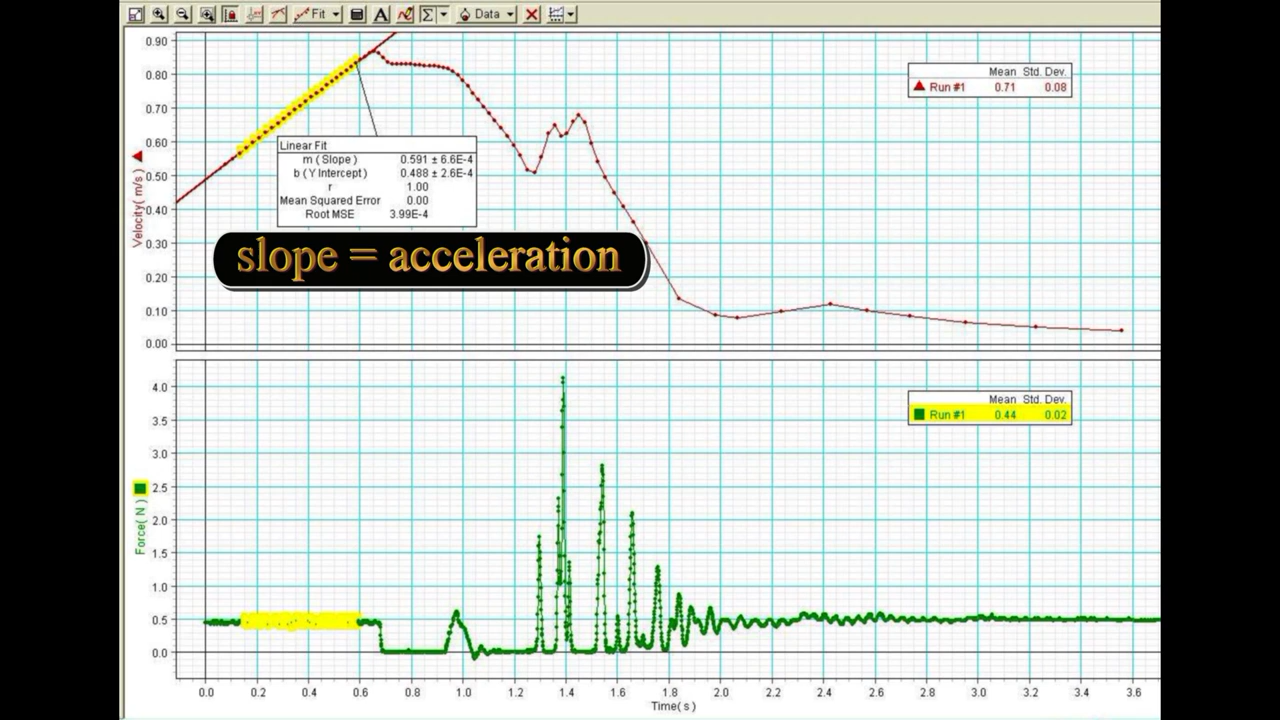 Fit
A
Σ
Data
0.90
0.80
0.70
0.60
0.50
0.40
0.30
0.20
0.10
0.00
Velocity( m/s )
Mean Std. Dev.
Run #1 0.71 0.08
Linear Fit
m ( Slope ) 0.591 ± 6.6E-4
b ( Y Intercept ) 0.488 ± 2.6E-4
r 1.00
Mean Squared Error 0.00
Root MSE 3.99E-4
slope = acceleration
4.0
3.5
3.0
2.5
2.0
1.5
1.0
0.5
0.0
Force( N )
Mean Std. Dev.
Run #1 0.44 0.02
0.0 0.2 0.4 0.6 0.8 1.0 1.2 1.4 1.6 1.8 2.0 2.2 2.4 2.6 2.8 3.0 3.2 3.4 3.6
Time( s )